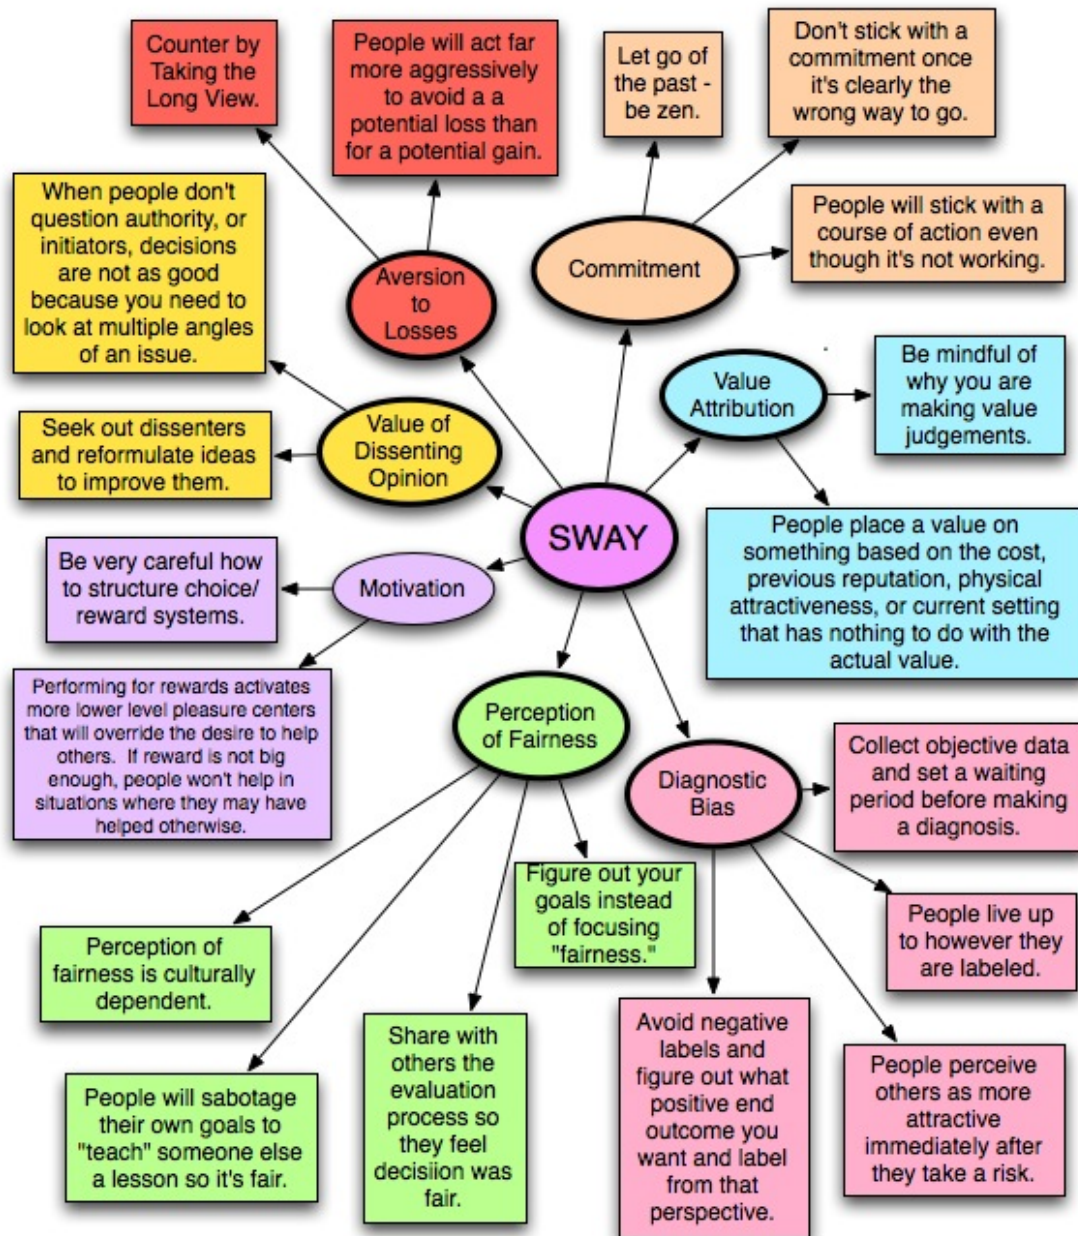 Counter by
Taking the
Long View.
People will act far
more aggressively
to avoid a a
potential loss than
for a potential gain.
Let go of
the past -
be zen.
Don't stick with a
commitment once
it's clearly the
wrong way to go.
When people don't
question authority, or
initiators, decisions
are not as good
because you need to
look at multiple angles
of an issue.
People will stick with a
course of action even
though it's not working.
Aversion
to
Losses
Commitment
Value
Attribution
Be mindful of
why you are
making value
judgements.
Seek out dissenters
and reformulate ideas
to improve them.
Value of
Dissenting
Opinion
SWAY
People place a value on
something based on the cost,
previous reputation, physical
attractiveness, or current setting
that has nothing to do with the
actual value.
Be very careful how
to structure choice/
reward systems.
Motivation
Performing for rewards activates
more lower level pleasure centers
that will override the desire to help
others. If reward is not big
enough, people won't help in
situations where they may have
helped otherwise.
Perception
of Fairness
Diagnostic
Bias
Collect objective data
and set a waiting
period before making
a diagnosis.
Figure out your
goals instead
of focusing
"fairness."
People live up
to however they
are labeled.
Perception of
fairness is culturally
dependent.
Share with
others the
evaluation
process so
they feel
decisiion was
fair.
Avoid negative
labels and
figure out what
positive end
outcome you
want and label
from that
perspective.
People perceive
others as more
attractive
immediately after
they take a risk.
People will sabotage
their own goals to
"teach" someone else
a lesson so it's fair.